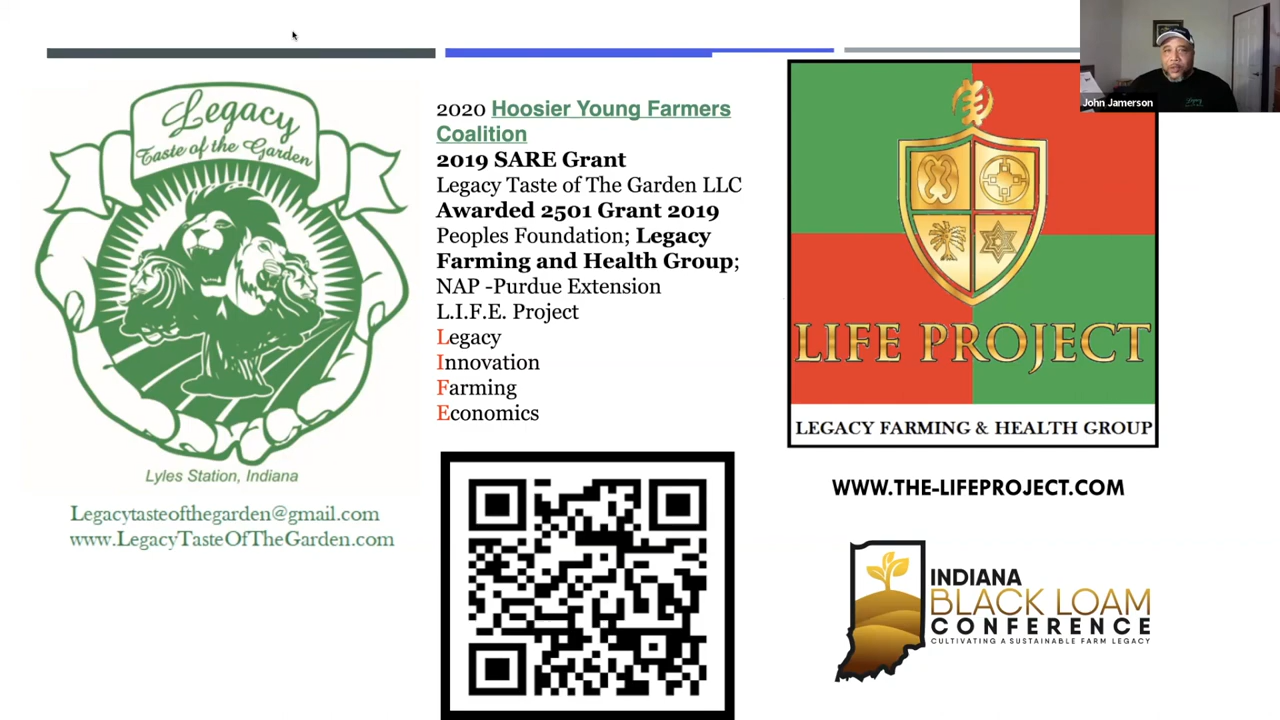 Legacy
Taste of the Garden
Lyles Station, Indiana
Legacytasteofthegarden@gmail.com
www.LegacyTasteOfTheGarden.com
2020 Hoosier Young Farmers
Coalition
2019 SARE Grant
Legacy Taste of The Garden LLC
Awarded 2501 Grant 2019
Peoples Foundation; Legacy
Farming and Health Group;
NAP -Purdue Extension
L.I.F.E. Project
Legacy
Innovation
Farming
Economics
John Jamerson
LIFE PROJECT
LEGACY FARMING & HEALTH GROUP
WWW.THE-LIFEPROJECT.COM
INDIANA
BLACK LOAM
CONFERENCE
CULTIVATING A SUSTAINABLE FARM LEGACY